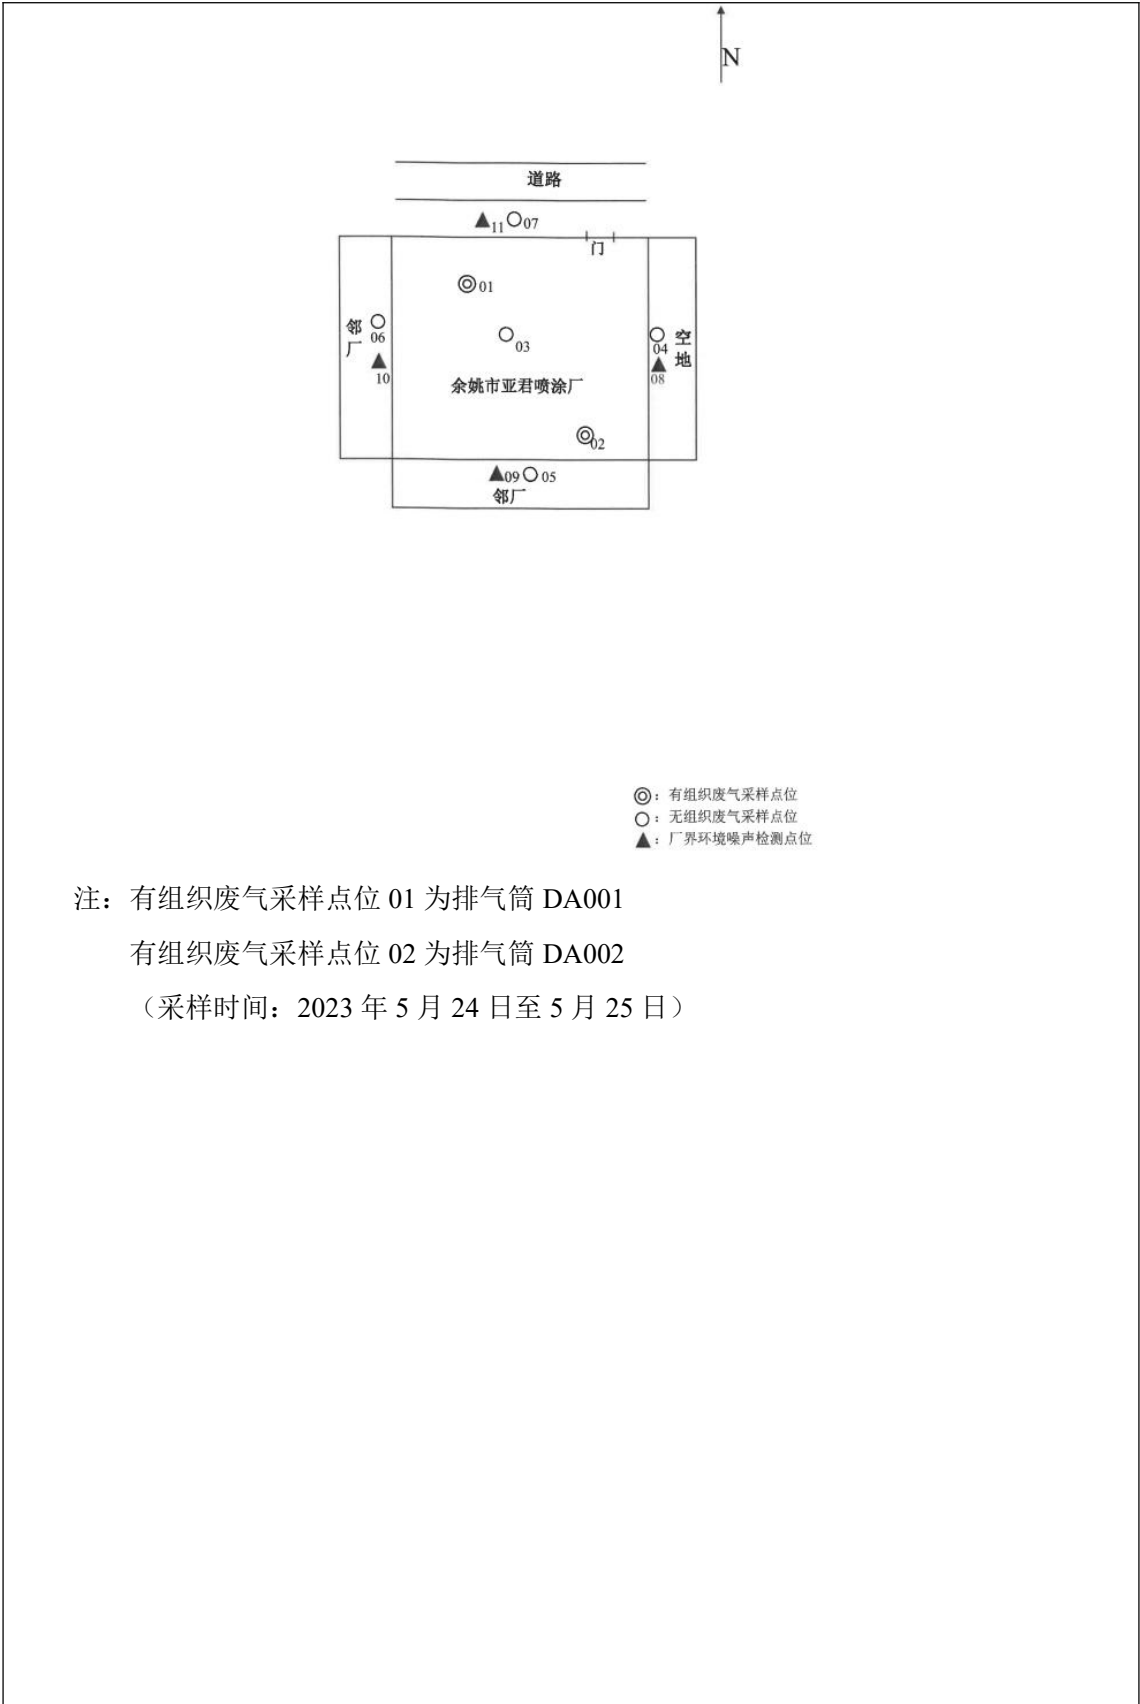 N
道路
11
07
门
01
邻厂
06
03
04
空地
10
08
余姚市亚君喷涂厂
02
09
05
邻厂
：有组织废气采样点位
：无组织废气采样点位
：厂界环境噪声检测点位
注：有组织废气采样点位 01 为排气筒 DA001
有组织废气采样点位 02 为排气筒 DA002
（采样时间：2023 年 5 月 24 日至 5 月 25 日）